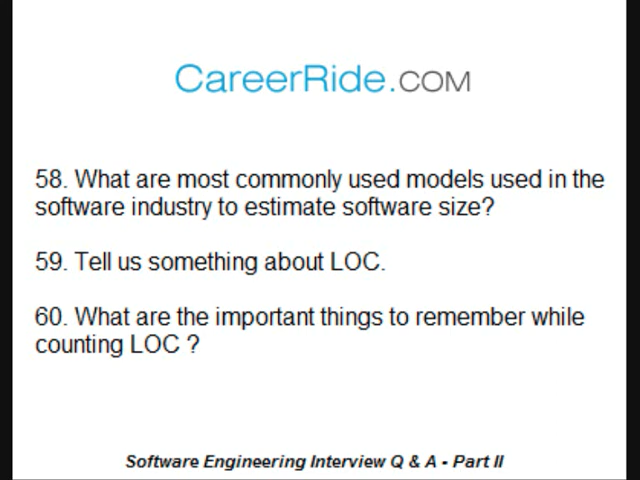 CareerRide.COM
58. What are most commonly used models used in the
software industry to estimate software size?
59. Tell us something about LOC.
60. What are the important things to remember while
counting LOC ?
Software Engineering Interview Q & A - Part II